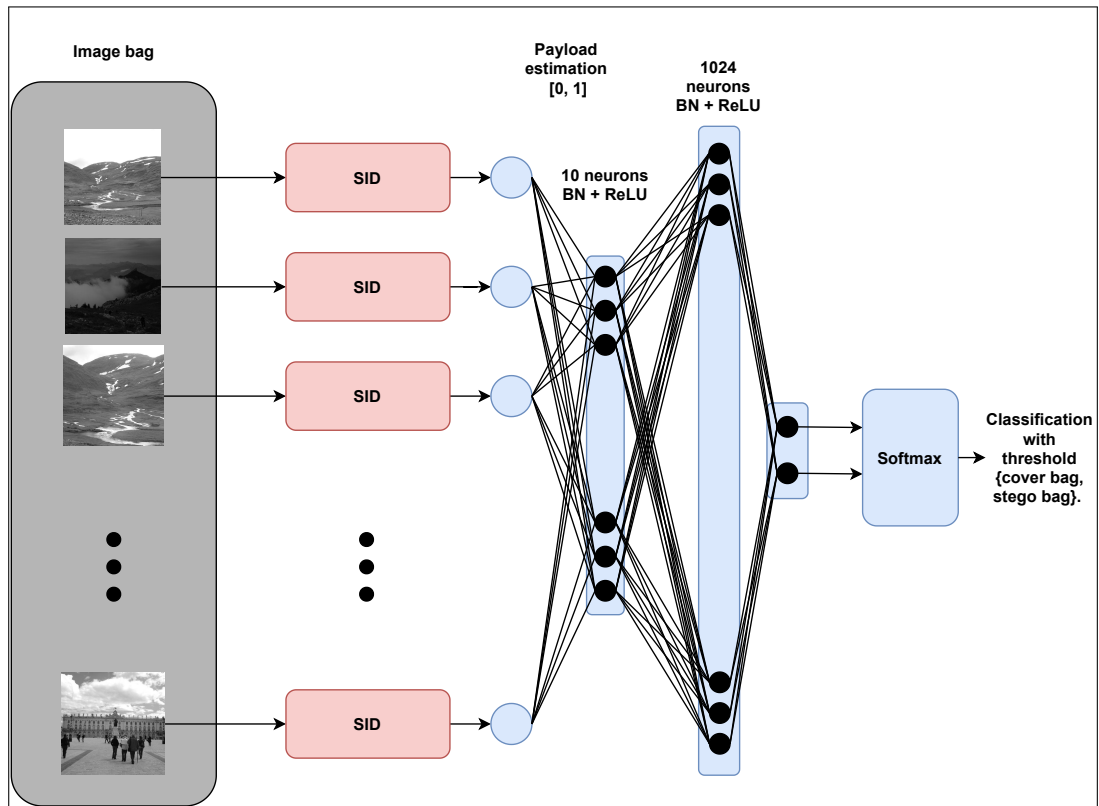 Image bag
Payload
estimation
[0, 1]
1024
neurons
BN + ReLU
10 neurons
BN + ReLU
SID
SID
SID
SID
Softmax
Classification
with
threshold
{cover bag,
stego bag}.